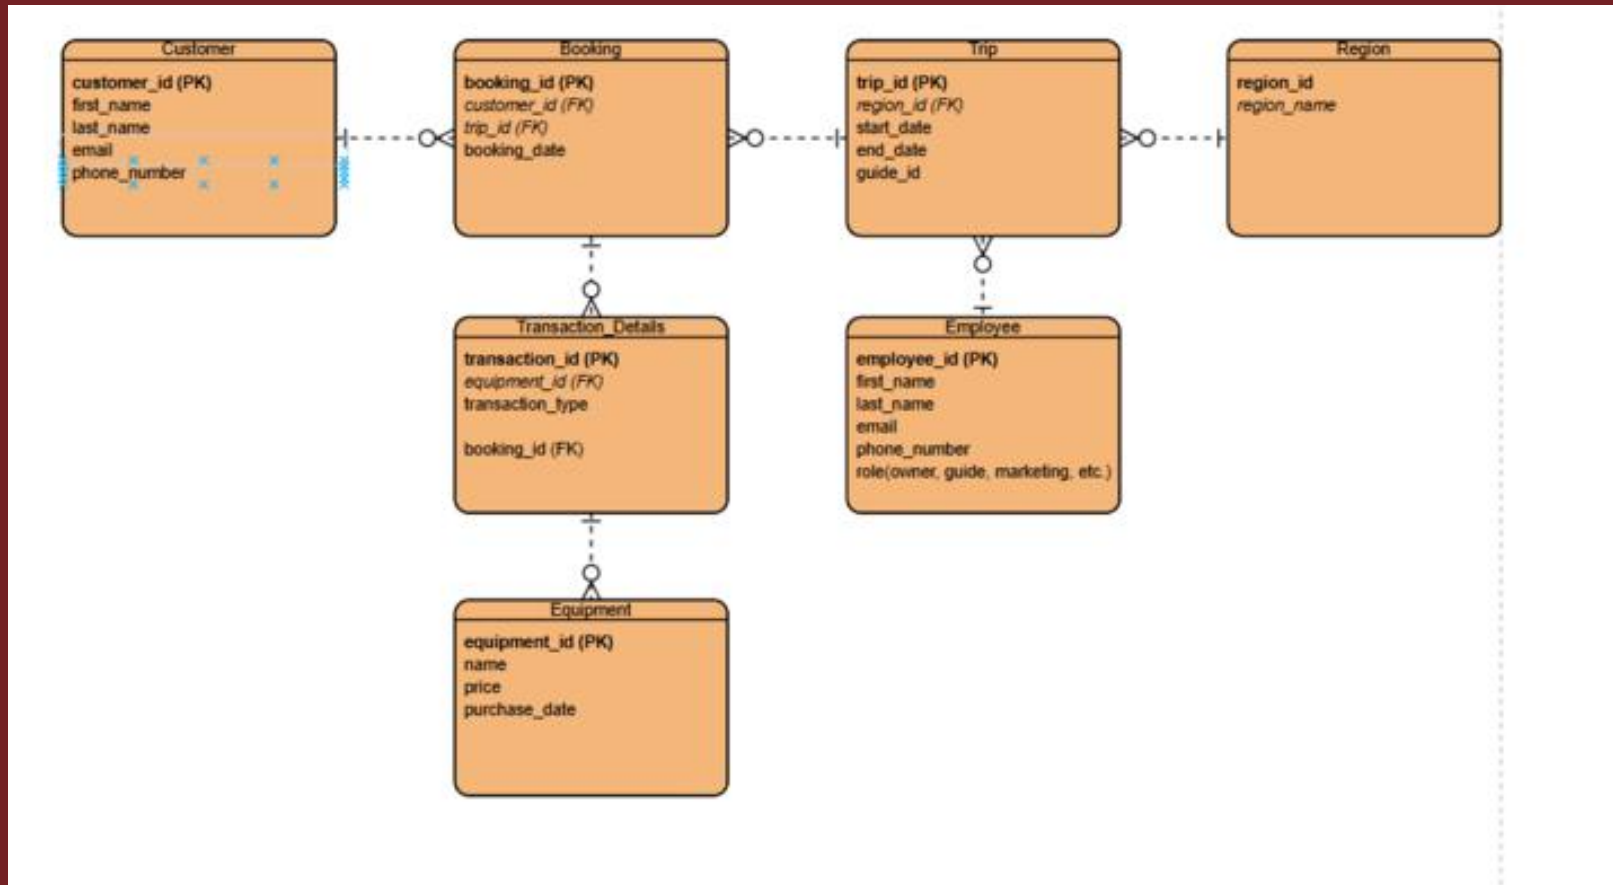 Customer
customer_id (PK)
first_name
last_name
email
phone_number
Booking
booking_id (PK)
customer_id (FK)
trip_id (FK)
booking_date
Trip
trip_id (PK)
region_id (FK)
start_date
end_date
guide_id
Region
region_id
region_name
Transaction_Details
transaction_id (PK)
equipment_id (FK)
transaction_type
booking_id (FK)
Employee
employee_id (PK)
first_name
last_name
email
phone_number
role(owner, guide, marketing, etc.)
Equipment
equipment_id (PK)
name
price
purchase_date